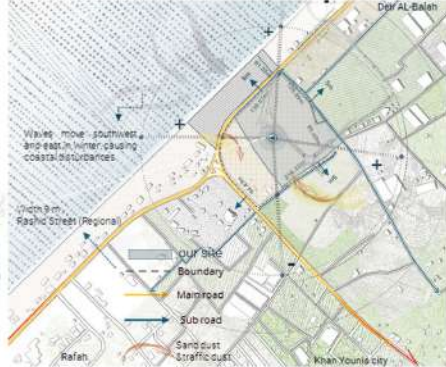 Deir AL-Balah
Waves move southwest
and east in winter, causing
coastal disturbances.
Width 9 m
Rashid Street (Regional)
our site
Boundary
Main road
Sub road
Sand dust
& traffic dust
Rafah
Khan Younis city